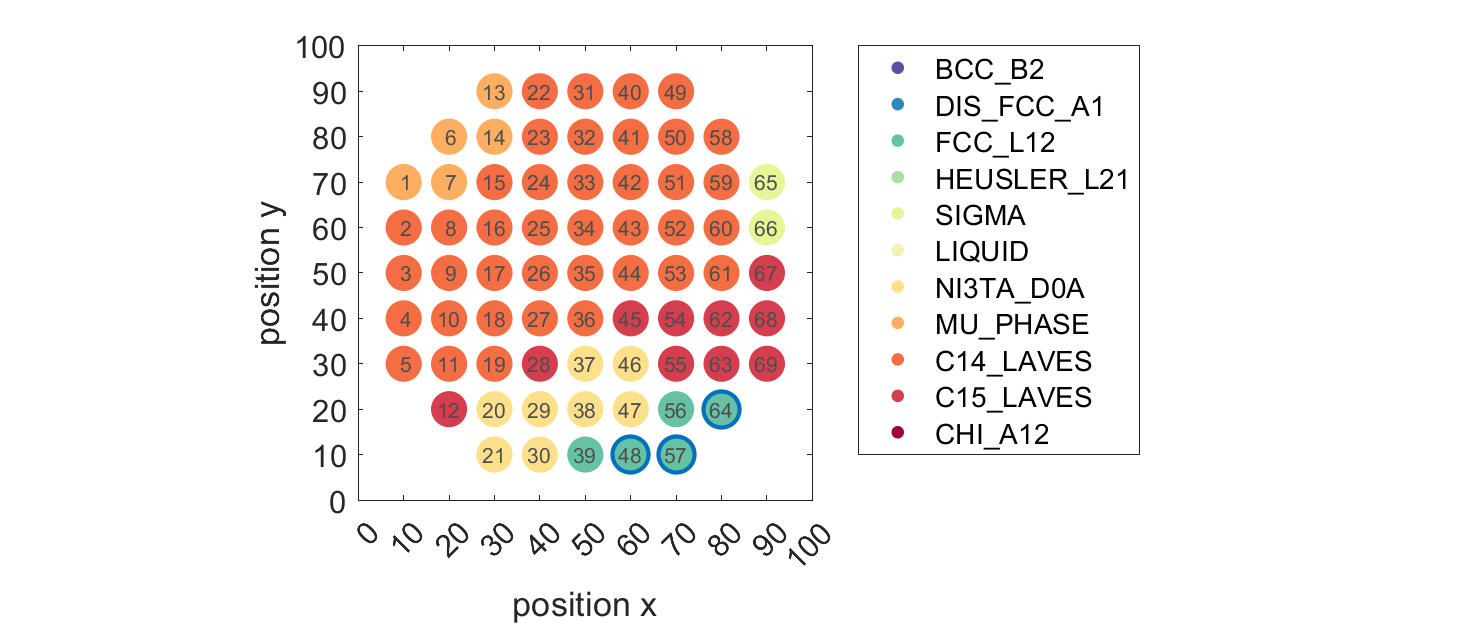 100
90
80
70
60
50
40
30
20
10
0
position y
13 22 31 40 49
6 14 23 32 41 50 58
1 7 15 24 33 42 51 59 65
2 8 16 25 34 43 52 60 66
3 9 17 26 35 44 53 61 67
4 10 18 27 36 45 54 62 68
5 11 19 28 37 46 55 63 69
12 20 29 38 47 56 64
21 30 39 48 57
0 10 20 30 40 50 60 70 80 90 100
position x
BCC_B2
DIS_FCC_A1
FCC_L12
HEUSLER_L21
SIGMA
LIQUID
NI3TA_D0A
MU_PHASE
C14_LAVES
C15_LAVES
CHI_A12